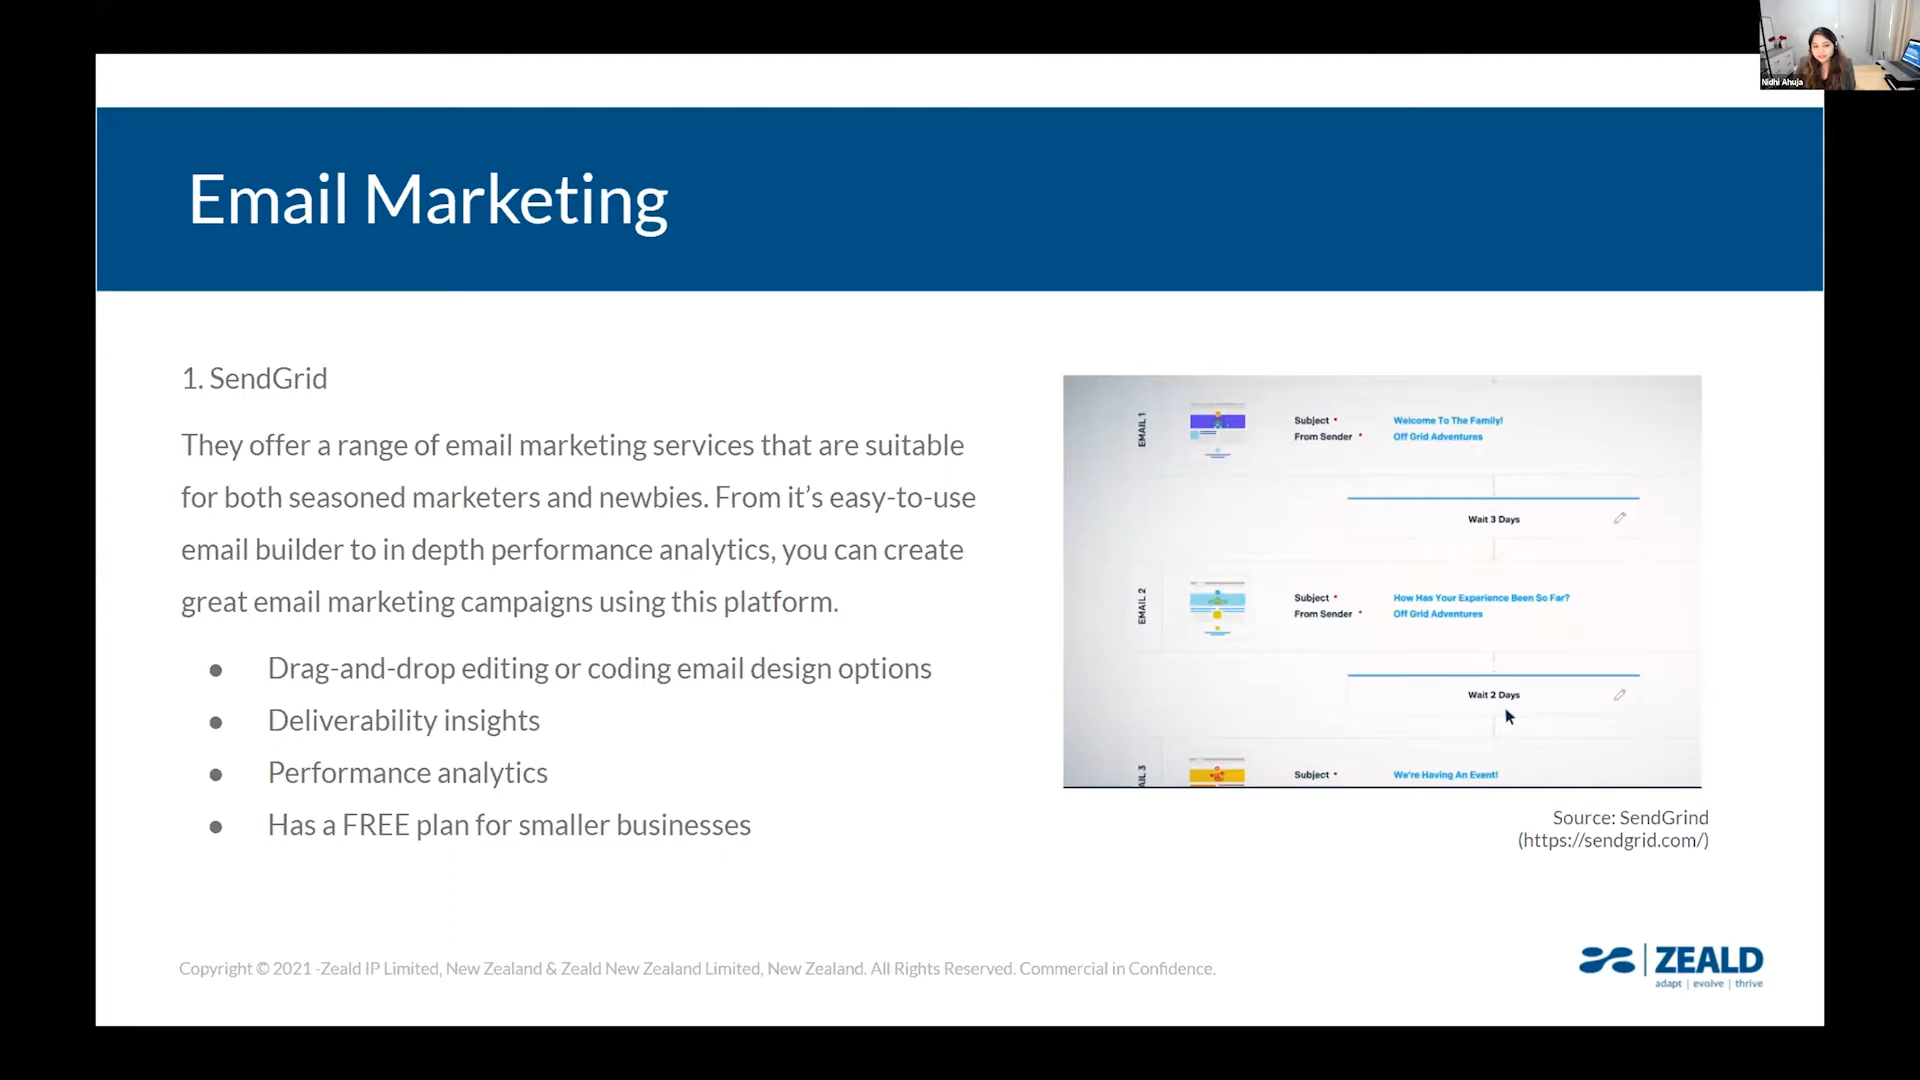 Nidhi Ahuja
Email Marketing
1. SendGrid
They offer a range of email marketing services that are suitable
for both seasoned marketers and newbies. From it’s easy-to-use
email builder to in depth performance analytics, you can create
great email marketing campaigns using this platform.
● Drag-and-drop editing or coding email design options
● Deliverability insights
● Performance analytics
● Has a FREE plan for smaller businesses
EMAIL 1
Subject * Welcome To The Family!
From Sender * Off Grid Adventures
Wait 3 Days
EMAIL 2
Subject * How Has Your Experience Been So Far?
From Sender * Off Grid Adventures
Wait 2 Days
AIL 3
Subject * We're Having An Event!
Source: SendGrind
(https://sendgrid.com/)
Copyright © 2021 -Zeald IP Limited, New Zealand & Zeald New Zealand Limited, New Zealand. All Rights Reserved. Commercial in Confidence.
ZEALD
adapt | evolve | thrive